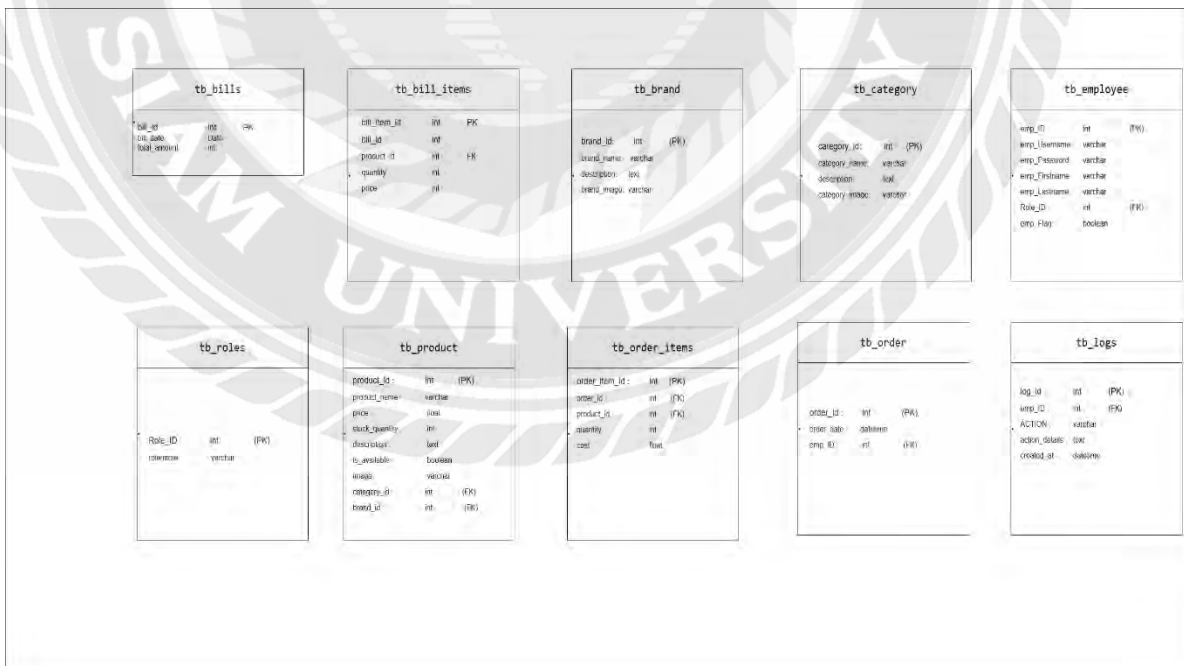 SIAM UNIVERSITY
tb_bills
bill_id int PK
bill_date Date
total_amount int
tb_bill_items
bill_item_id int PK
bill_id int
product_id int FK
quantity int
price int
tb_brand
brand_id: int (PK)
brand_name: varchar
description: text
brand_image: varchar
tb_category
category_id: int (PK)
category_name: varchar
description: text
category_image: varchar
tb_employee
emp_ID int (PK)
emp_Username varchar
emp_Password varchar
emp_Firstname varchar
emp_Lastname varchar
Role_ID int (FK)
emp_Flag boolean
tb_roles
Role_ID int (PK)
rolename varchar
tb_product
product_id : int (PK)
product_name varchar
price float
stock_quantity int
description text
is_available boolean
image varchar
category_id int (FK)
brand_id int (FK)
tb_order_items
order_item_id : int (PK)
order_id int (FK)
product_id int (FK)
quantity int
cost float
tb_order
order_id : int (PK)
order_date datetime
emp_ID int (FK)
tb_logs
log_id int (PK)
emp_ID int (FK)
ACTION varchar
action_details text
created_at datetime